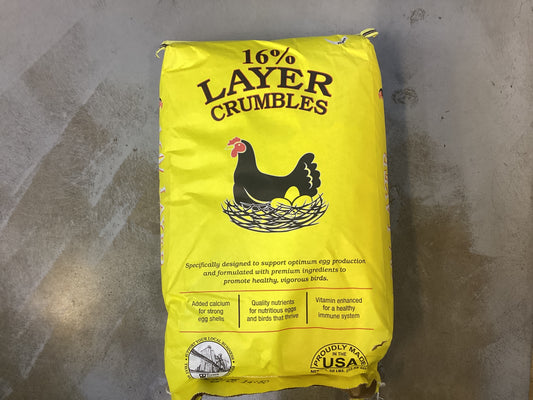 16%
LAYER
CRUMBLES
Specifically designed to support optimum egg production
and formulated with premium ingredients to
promote healthy, vigorous birds.
Added calcium
for strong
egg shells
Quality nutrients
for nutritious eggs
and birds that thrive
Vitamin enhanced
for a healthy
immune system
YOUR LOCAL
PROUDLY MADE
IN THE
USA